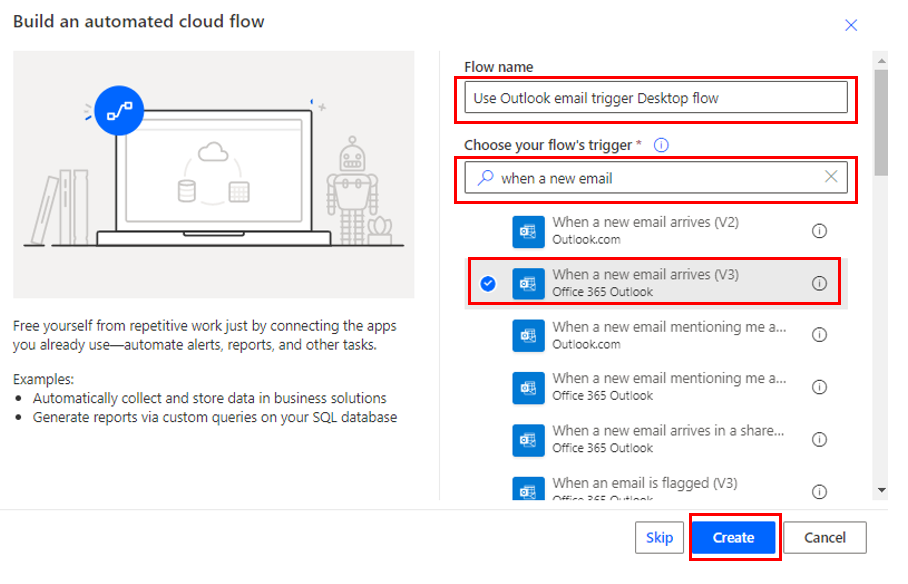 Build an automated cloud flow
Free yourself from repetitive work just by connecting the apps
you already use—automate alerts, reports, and other tasks.
Examples:
• Automatically collect and store data in business solutions
• Generate reports via custom queries on your SQL database
Flow name
Use Outlook email trigger Desktop flow
Choose your flow's trigger *
when a new email
When a new email arrives (V2)
Outlook.com
When a new email arrives (V3)
Office 365 Outlook
When a new email mentioning me a...
Outlook.com
When a new email mentioning me a...
Office 365 Outlook
When a new email arrives in a share...
Office 365 Outlook
When an email is flagged (V3)
Office 365 Outlook
Skip
Create
Cancel